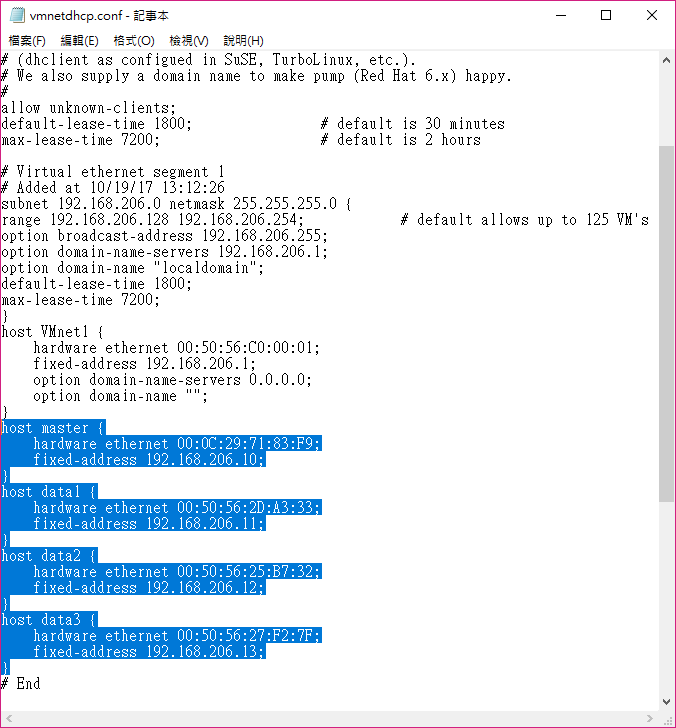 vmnetdhcp.conf - 記事本
檔案(F) 編輯(E) 格式(O) 檢視(V) 說明(H)
# (dhclient as configued in SuSE, TurboLinux, etc.).
# We also supply a domain name to make pump (Red Hat 6.x) happy.
#
allow unknown-clients;
default-lease-time 1800;                # default is 30 minutes
max-lease-time 7200;                    # default is 2 hours

# Virtual ethernet segment 1
# Added at 10/19/17 13:12:26
subnet 192.168.206.0 netmask 255.255.255.0 {
range 192.168.206.128 192.168.206.254;            # default allows up to 125 VM's
option broadcast-address 192.168.206.255;
option domain-name-servers 192.168.206.1;
option domain-name "localdomain";
default-lease-time 1800;
max-lease-time 7200;
}
host VMnet1 {
    hardware ethernet 00:50:56:C0:00:01;
    fixed-address 192.168.206.1;
    option domain-name-servers 0.0.0.0;
    option domain-name "";
}
host master {
    hardware ethernet 00:0C:29:71:83:F9;
    fixed-address 192.168.206.10;
}
host data1 {
    hardware ethernet 00:50:56:2D:A3:33;
    fixed-address 192.168.206.11;
}
host data2 {
    hardware ethernet 00:50:56:25:B7:32;
    fixed-address 192.168.206.12;
}
host data3 {
    hardware ethernet 00:50:56:27:F2:7F;
    fixed-address 192.168.206.13;
}
# End